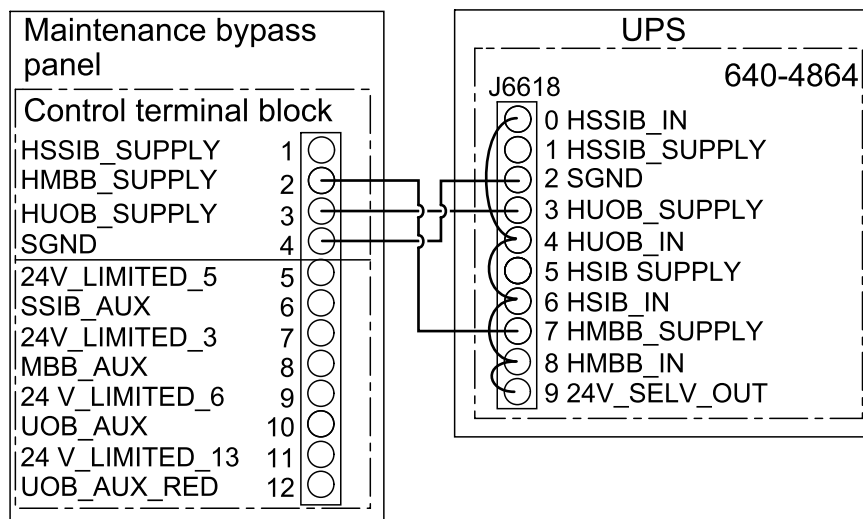 Maintenance bypass
panel
Control terminal block
HSSIB_SUPPLY 1
HMBB_SUPPLY 2
HUOB_SUPPLY 3
SGND 4
24V_LIMITED_5 5
SSIB_AUX 6
24V_LIMITED_3 7
MBB_AUX 8
24 V_LIMITED_6 9
UOB_AUX 10
24 V_LIMITED_13 11
UOB_AUX_RED 12
UPS
640-4864
J6618
0 HSSIB_IN
1 HSSIB_SUPPLY
2 SGND
3 HUOB_SUPPLY
4 HUOB_IN
5 HSIB SUPPLY
6 HSIB_IN
7 HMBB_SUPPLY
8 HMBB_IN
9 24V_SELV_OUT